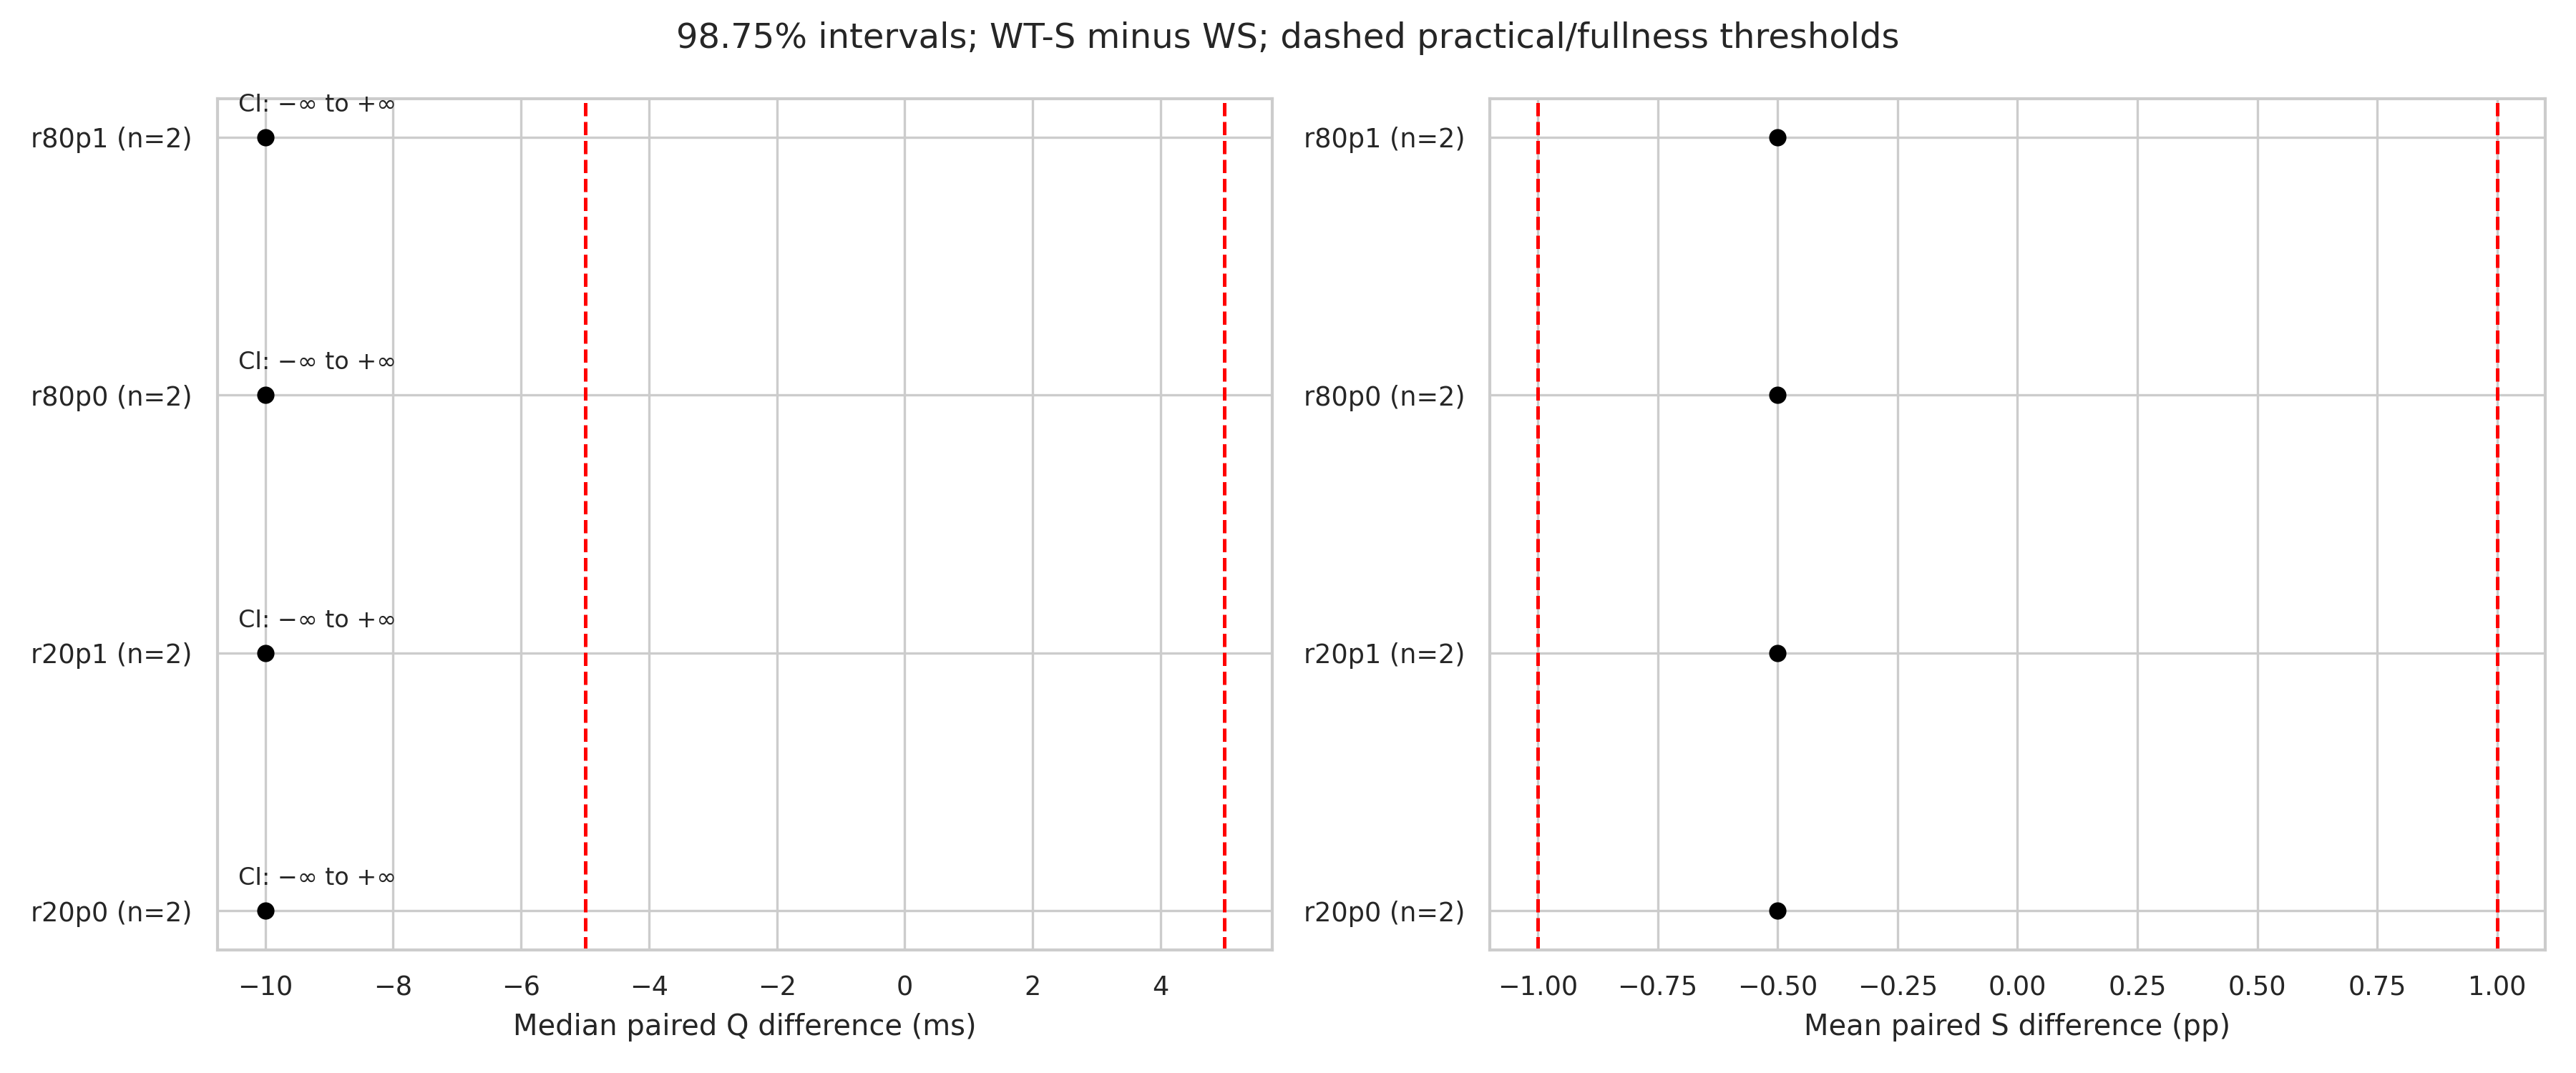 98.75% intervals; WT-S minus WS; dashed practical/fullness thresholds
CI: −∞ to +∞
r80p1 (n=2)
CI: −∞ to +∞
r80p0 (n=2)
CI: −∞ to +∞
r20p1 (n=2)
CI: −∞ to +∞
r20p0 (n=2)
−10 −8 −6 −4 −2 0 2 4
Median paired Q difference (ms)
r80p1 (n=2)
r80p0 (n=2)
r20p1 (n=2)
r20p0 (n=2)
−1.00 −0.75 −0.50 −0.25 0.00 0.25 0.50 0.75 1.00
Mean paired S difference (pp)